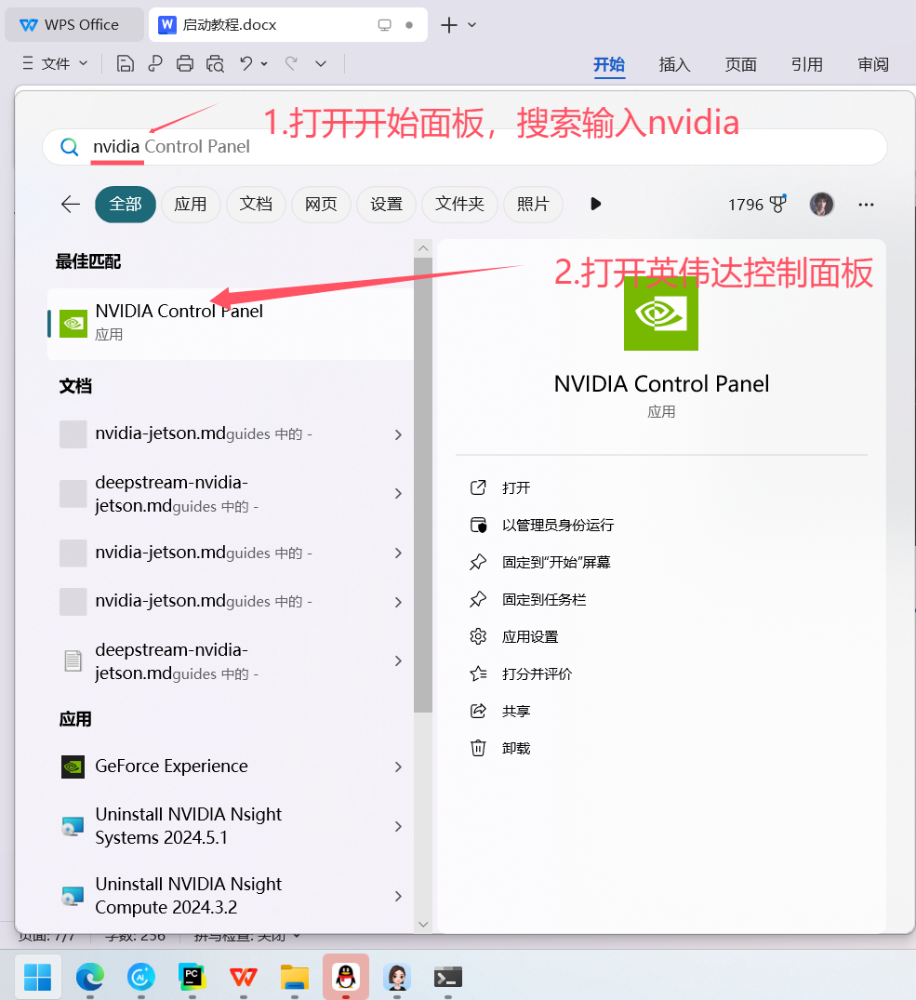 WPS Office
启动教程.docx
文件
开始
插入
页面
引用
审阅
1.打开开始面板，搜索输入nvidia
nvidia Control Panel
全部
应用
文档
网页
设置
文件夹
照片
1796
最佳匹配
2.打开英伟达控制面板
NVIDIA Control Panel
应用
NVIDIA Control Panel
应用
文档
nvidia-jetson.mdguides 中的 -
deepstream-nvidia-
jetson.mdguides 中的 -
nvidia-jetson.mdguides 中的 -
nvidia-jetson.mdguides 中的 -
deepstream-nvidia-
jetson.mdguides 中的 -
应用
GeForce Experience
Uninstall NVIDIA Nsight
Systems 2024.5.1
Uninstall NVIDIA Nsight
Compute 2024.3.2
打开
以管理员身份运行
固定到"开始"屏幕
固定到任务栏
应用设置
打分并评价
共享
卸载
页面: 7/7
字数: 256
拼写检查: 关闭